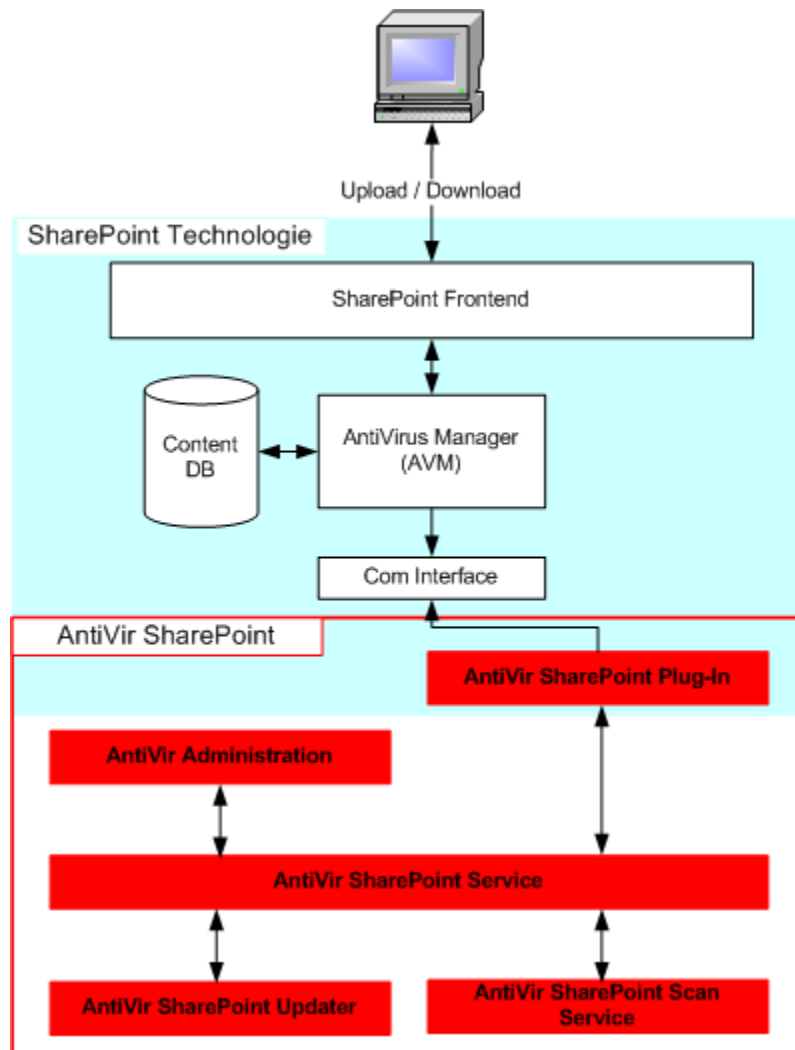 Upload / Download
SharePoint Technologie
SharePoint Frontend
Content
DB
AntiVirus Manager
(AVM)
Com Interface
AntiVir SharePoint
AntiVir SharePoint Plug-In
AntiVir Administration
AntiVir SharePoint Service
AntiVir SharePoint Updater
AntiVir SharePoint Scan
Service